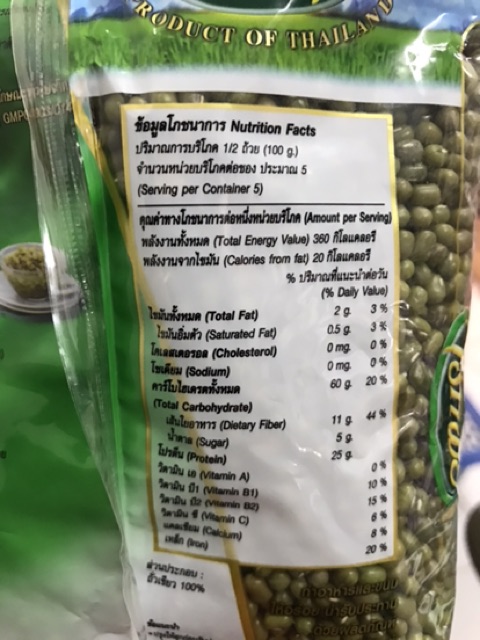 PRODUCT OF THAILAND
ข้อมูลโภชนาการ Nutrition Facts
ปริมาณการบริโภค 1/2 ถ้วย (100 g.)
จำนวนหน่วยบริโภคต่อซอง ประมาณ 5
(Serving per Container 5)
คุณค่าทางโภชนาการต่อหนึ่งหน่วยบริโภค (Amount per Serving)
พลังงานทั้งหมด (Total Energy Value) 360 กิโลแคลอรี
พลังงานจากไขมัน (Calories from fat) 20 กิโลแคลอรี
% ปริมาณที่แนะนำต่อวัน
(% Daily Value)
ไขมันทั้งหมด (Total Fat) 2 g. 3 %
ไขมันอิ่มตัว (Saturated Fat) 0.5 g. 3 %
โคเลสเตอรอล (Cholesterol) 0 mg. 0 %
โซเดียม (Sodium) 0 mg. 0 %
คาร์โบไฮเดรตทั้งหมด 60 g. 20 %
(Total Carbohydrate)
เส้นใยอาหาร (Dietary Fiber) 11 g. 44 %
น้ำตาล (Sugar) 5 g.
โปรตีน (Protein) 25 g.
วิตามิน เอ (Vitamin A) 0 %
วิตามิน บี1 (Vitamin B1) 10 %
วิตามิน บี2 (Vitamin B2) 15 %
วิตามิน ซี (Vitamin C) 6 %
แคลเซียม (Calcium) 8 %
เหล็ก (Iron) 20 %
ส่วนประกอบ :
ถั่วเขียว 100%